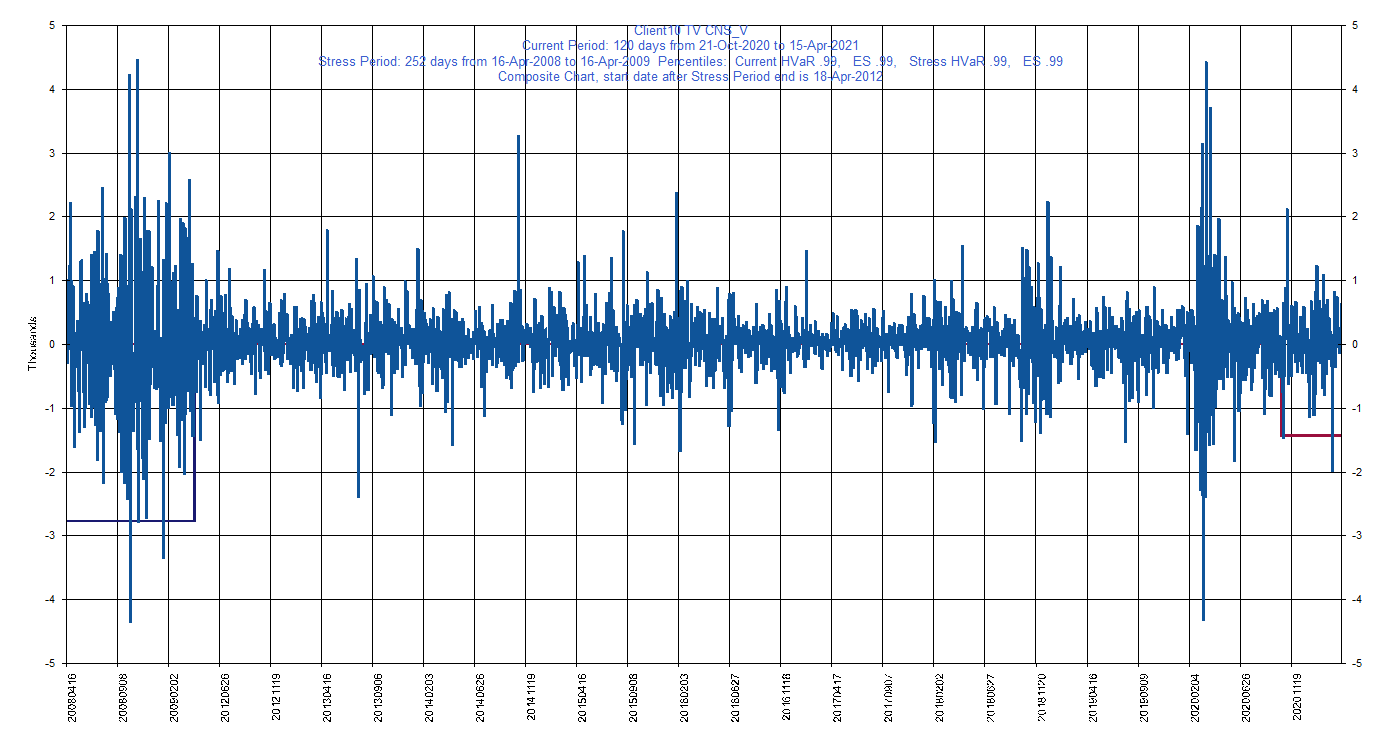 Client10 TV CNS_V
Current Period: 120 days from 21-Oct-2020 to 15-Apr-2021
Stress Period: 252 days from 16-Apr-2008 to 16-Apr-2009 Percentiles: Current HVaR .99, ES .99, Stress HVaR .99, ES .99
Composite Chart, start date after Stress Period end is 18-Apr-2012
5 5
4 4
3 3
2 2
1 1
0 0
-1 -1
-2 -2
-3 -3
-4 -4
-5 -5
Thousands
20080416 20080908 20090202 20120626 20121119 20130416 20130906 20140203 20140626 20141119 20150416 20150908 20160203 20160627 20161118 20170417 20170907 20180202 20180627 20181120 20190416 20190909 20200204 20200626 20201119